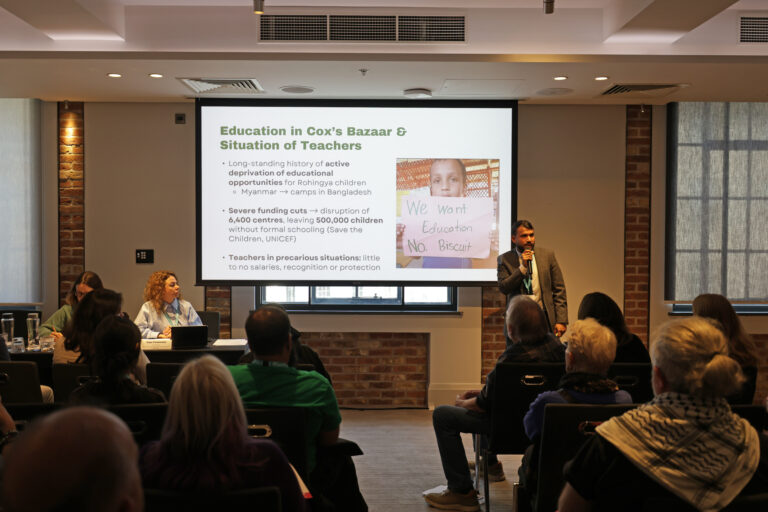 Education in Cox's Bazaar &
Situation of Teachers
• Long-standing history of active
deprivation of educational
opportunities for Rohingya children
○ Myanmar → camps in Bangladesh
• Severe funding cuts → disruption of
6,400 centres, leaving 500,000 children
without formal schooling (Save the
Children, UNICEF)
• Teachers in precarious situations: little
to no salaries, recognition or protection
We want
Education
No. Biscuit